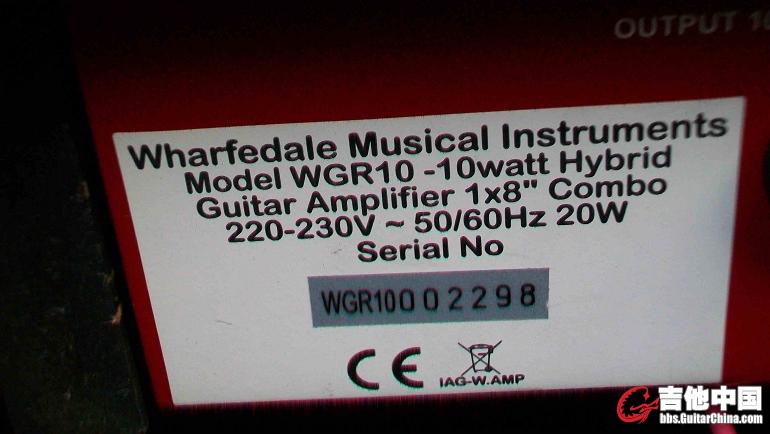 OUTPUT
Wharfedale Musical Instruments
Model WGR10 -10watt Hybrid
Guitar Amplifier 1x8" Combo
220-230V ~ 50/60Hz 20W
Serial No
WGR10002298
CE
IAG-W.AMP
吉他中国
bbs.GuitarChina.com